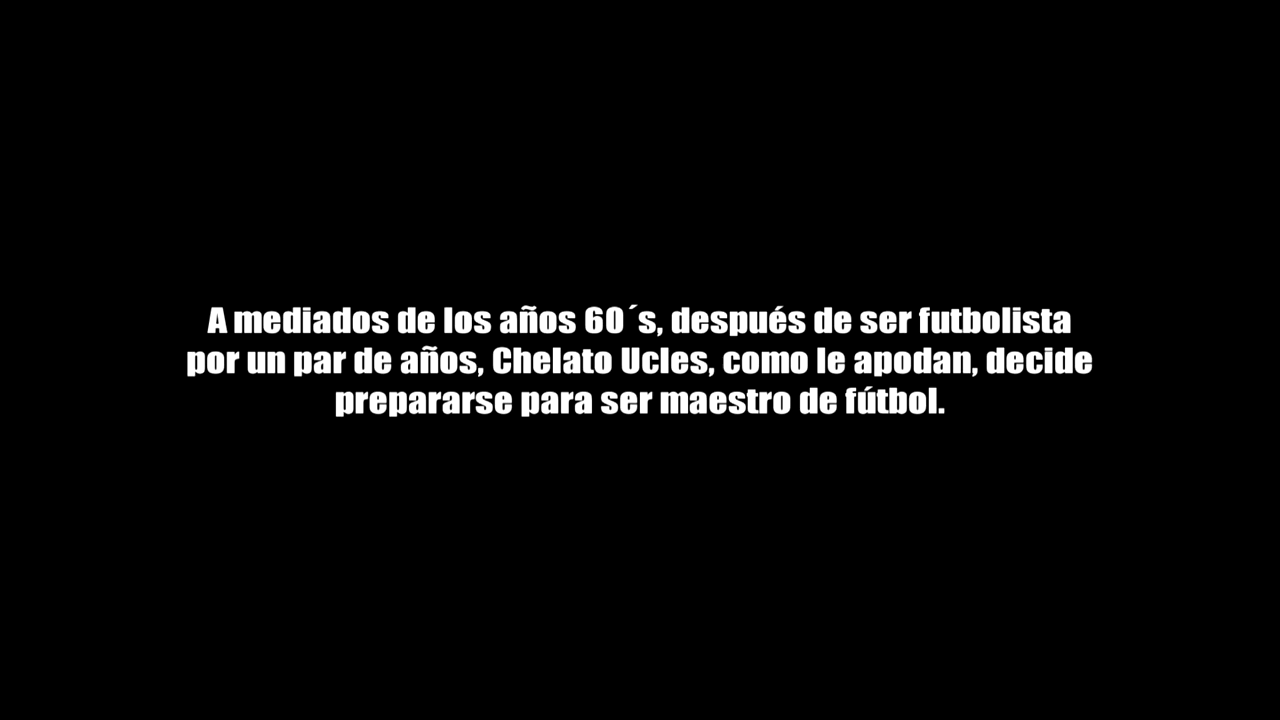 A mediados de los años 60´s, después de ser futbolista
por un par de años, Chelato Ucles, como le apodan, decide
prepararse para ser maestro de fútbol.